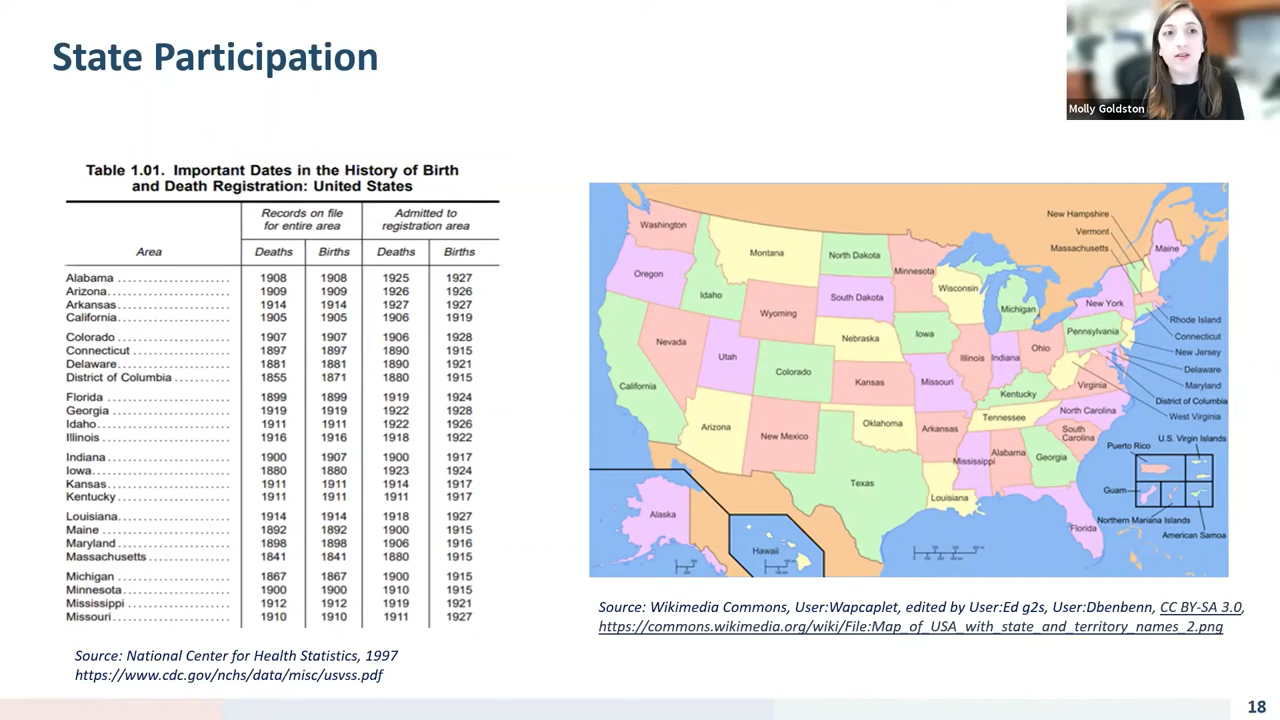 State Participation
Molly Goldston
Table 1.01. Important Dates in the History of Birth
and Death Registration: United States
Records on file for entire area Admitted to registration area
Area Deaths Births Deaths Births
Alabama 1908 1908 1925 1927
Arizona 1909 1909 1926 1926
Arkansas 1914 1914 1927 1927
California 1905 1905 1906 1919
Colorado 1907 1907 1906 1928
Connecticut 1897 1897 1890 1915
Delaware 1881 1881 1890 1921
District of Columbia 1855 1871 1880 1915
Florida 1899 1899 1919 1924
Georgia 1919 1919 1922 1928
Idaho 1911 1911 1922 1926
Illinois 1916 1916 1918 1922
Indiana 1900 1907 1900 1917
Iowa 1880 1880 1923 1924
Kansas 1911 1911 1914 1917
Kentucky 1911 1911 1911 1917
Louisiana 1914 1914 1918 1927
Maine 1892 1892 1900 1915
Maryland 1898 1898 1906 1916
Massachusetts 1841 1841 1880 1915
Michigan 1867 1867 1900 1915
Minnesota 1900 1900 1910 1915
Mississippi 1912 1912 1919 1921
Missouri 1910 1910 1911 1927
Source: National Center for Health Statistics, 1997
https://www.cdc.gov/nchs/data/misc/usvss.pdf
Washington
Oregon
California
Nevada
Idaho
Montana
Wyoming
Utah
Arizona
Colorado
New Mexico
North Dakota
South Dakota
Nebraska
Kansas
Oklahoma
Texas
Minnesota
Iowa
Missouri
Arkansas
Louisiana
Wisconsin
Illinois
Michigan
Indiana
Ohio
Kentucky
Tennessee
Mississippi
Alabama
Georgia
Florida
South
Carolina
North Carolina
Virginia
Pennsylvania
New York
Maine
New Hampshire
Vermont
Massachusetts
Rhode Island
Connecticut
New Jersey
Delaware
Maryland
District of Columbia
West Virginia
Puerto Rico
U.S. Virgin Islands
Guam
Northern Mariana Islands
American Samoa
Alaska
Hawaii
Source: Wikimedia Commons, User:Wapcaplet, edited by User:Ed g2s, User:Dbenbenn, CC BY-SA 3.0,
https://commons.wikimedia.org/wiki/File:Map_of_USA_with_state_and_territory_names_2.png
18